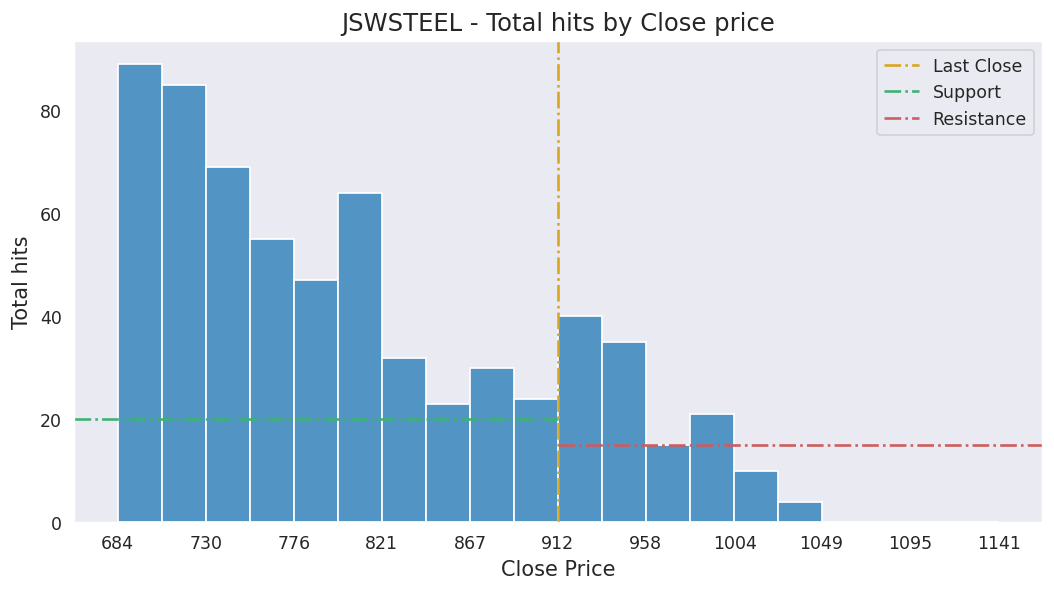 JSWSTEEL - Total hits by Close price
Last Close
Support
Resistance
Total hits
80
60
40
20
0
684 730 776 821 867 912 958 1004 1049 1095 1141
Close Price